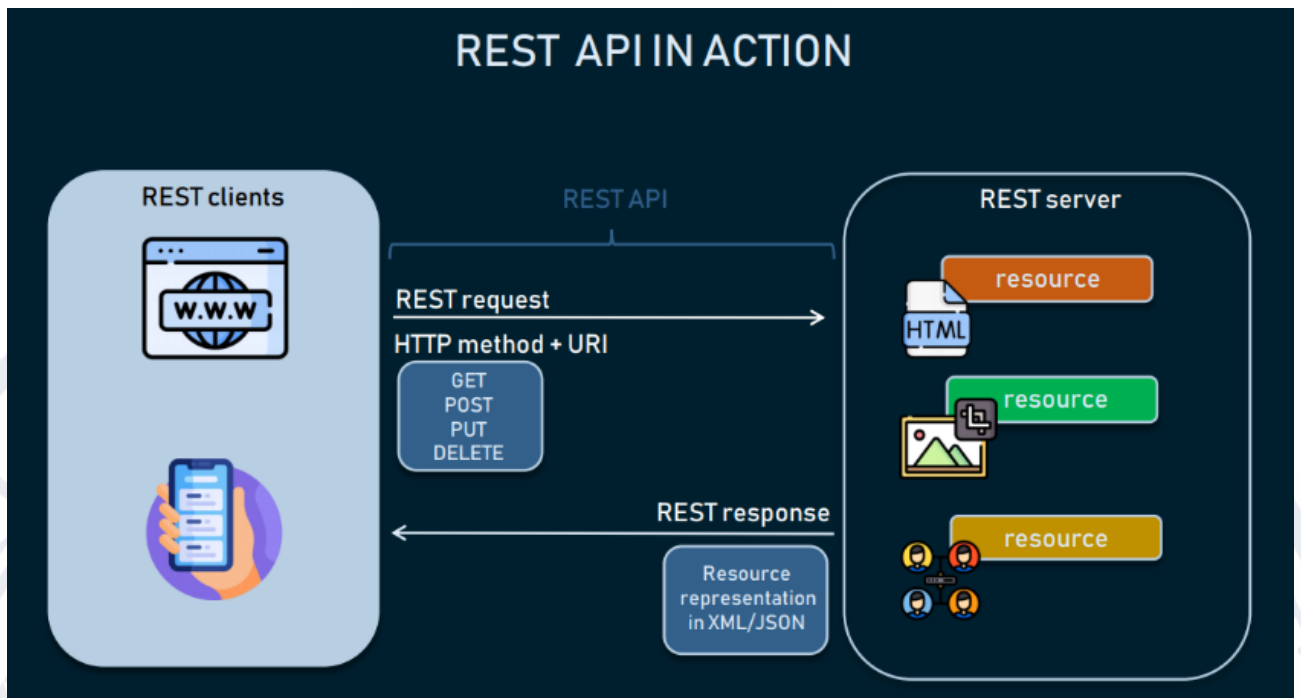 REST API IN ACTION
REST clients
W.W.W
REST API
REST request
HTTP method + URI
GET
POST
PUT
DELETE
REST response
Resource
representation
in XML/JSON
REST server
resource
HTML
resource
resource